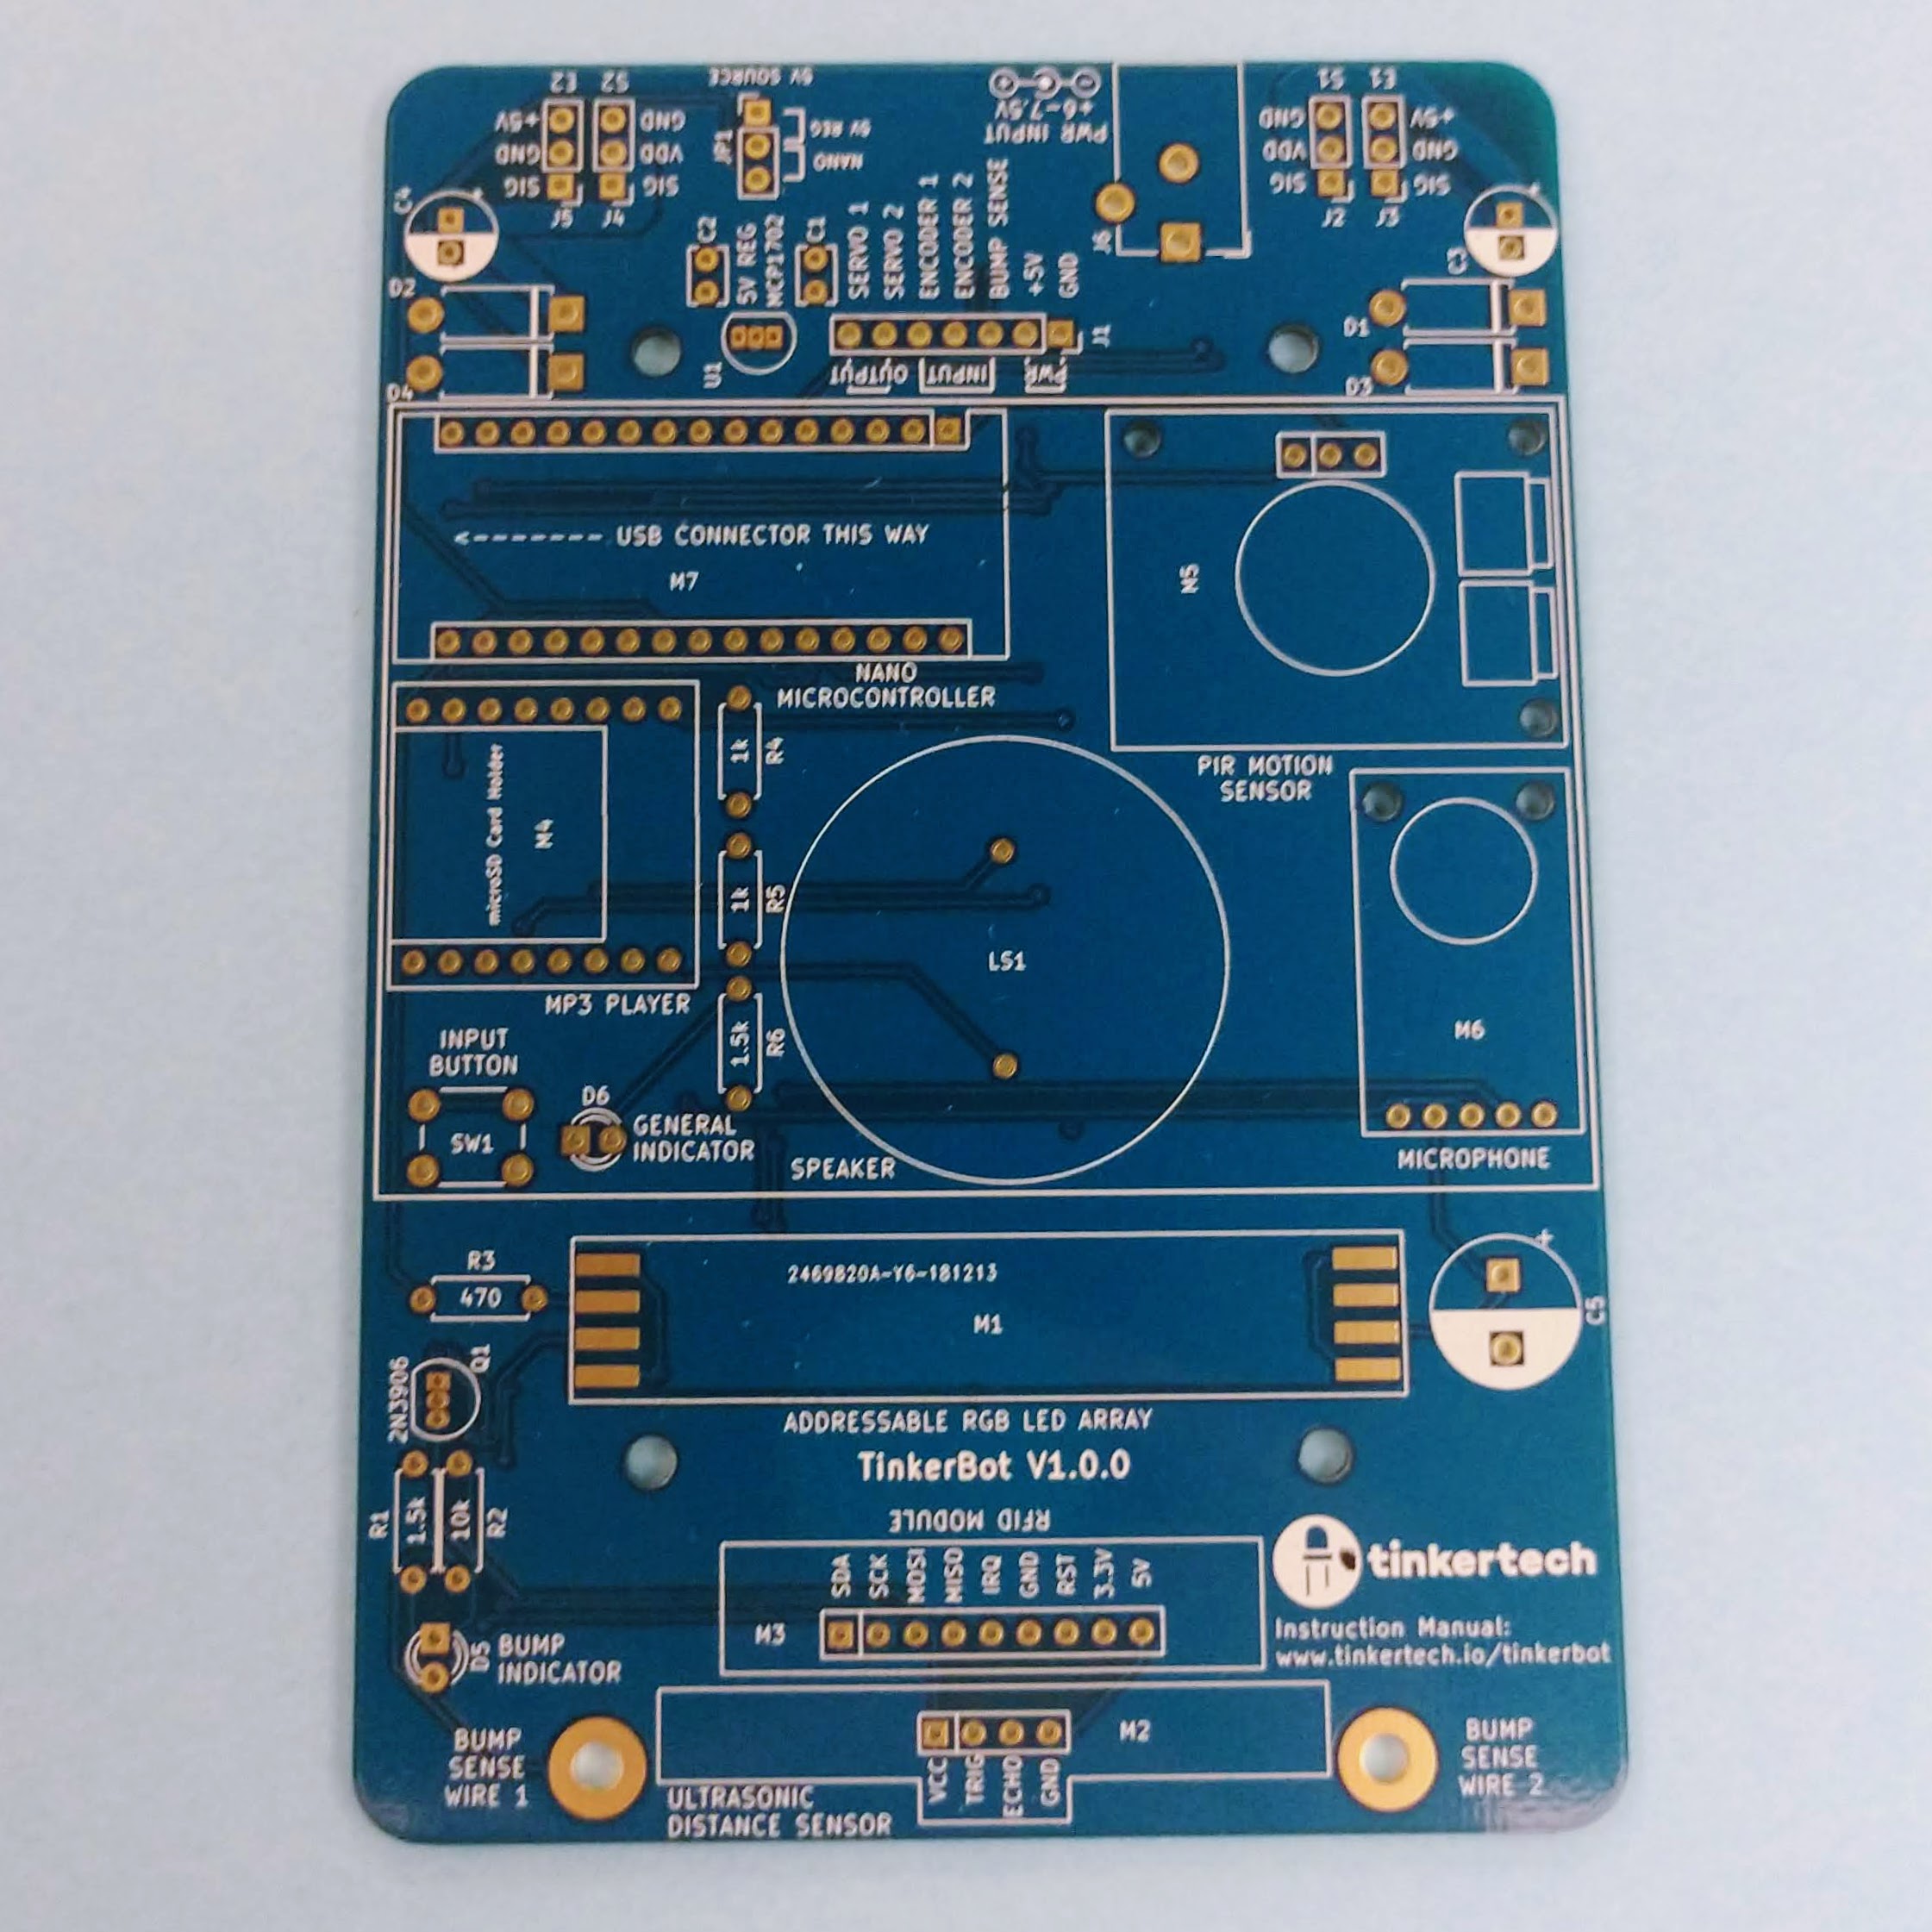 5V SOURCE
E2
S2
+5V
GND
SIG
J5
GND
VDD
SIG
J4
JP1
5V REG
NANO
+6-7.5V
PWR INPUT
J6
S1
E1
GND
VDD
SIG
J2
+5V
GND
SIG
J3
C4
+
C2
5V REG
MCP1702
C1
U1
SERVO 1
SERVO 2
ENCODER 1
ENCODER 2
BUMP SENSE
+5V
GND
J1
OUTPUT
INPUT
PWR
C3
+
D2
D4
D1
D3
<-------- USB CONNECTOR THIS WAY
M7
NANO
MICROCONTROLLER
M5
PIR MOTION
SENSOR
microSD Card Holder
M4
MP3 PLAYER
1k
R4
1k
R5
1.5k
R6
LS1
SPEAKER
M6
MICROPHONE
INPUT
BUTTON
SW1
D6
GENERAL
INDICATOR
R3
470
2469820A-Y6-181213
M1
ADDRESSABLE RGB LED ARRAY
+
C5
2N3906
Q1
TinkerBot V1.0.0
R1
1.5k
10k
R2
RFID MODULE
SDA
SCK
MOSI
MISO
IRQ
GND
RST
3.3V
5V
M3
tinkertech
Instruction Manual:
www.tinkertech.io/tinkerbot
D5
BUMP
INDICATOR
BUMP
SENSE
WIRE 1
M2
VCC
TRIG
ECHO
GND
ULTRASONIC
DISTANCE SENSOR
BUMP
SENSE
WIRE 2